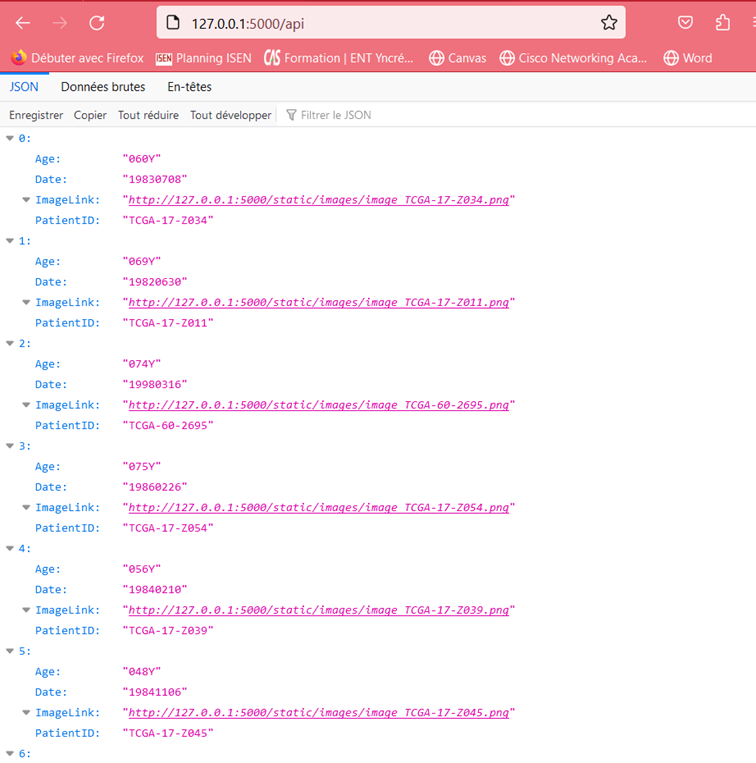 127.0.0.1:5000/api
Débuter avec Firefox ISEN Planning ISEN Formation | ENT Yncré... Canvas Cisco Networking Aca... Word
JSON Données brutes En-têtes
Enregistrer Copier Tout réduire Tout développer Filtrer le JSON
0:
Age: "060Y"
Date: "19830708"
ImageLink: "http://127.0.0.1:5000/static/images/image_TCGA-17-Z034.png"
PatientID: "TCGA-17-Z034"
1:
Age: "069Y"
Date: "19820630"
ImageLink: "http://127.0.0.1:5000/static/images/image_TCGA-17-Z011.png"
PatientID: "TCGA-17-Z011"
2:
Age: "074Y"
Date: "19980316"
ImageLink: "http://127.0.0.1:5000/static/images/image_TCGA-60-2695.png"
PatientID: "TCGA-60-2695"
3:
Age: "075Y"
Date: "19860226"
ImageLink: "http://127.0.0.1:5000/static/images/image_TCGA-17-Z054.png"
PatientID: "TCGA-17-Z054"
4:
Age: "056Y"
Date: "19840210"
ImageLink: "http://127.0.0.1:5000/static/images/image_TCGA-17-Z039.png"
PatientID: "TCGA-17-Z039"
5:
Age: "048Y"
Date: "19841106"
ImageLink: "http://127.0.0.1:5000/static/images/image_TCGA-17-Z045.png"
PatientID: "TCGA-17-Z045"
6: